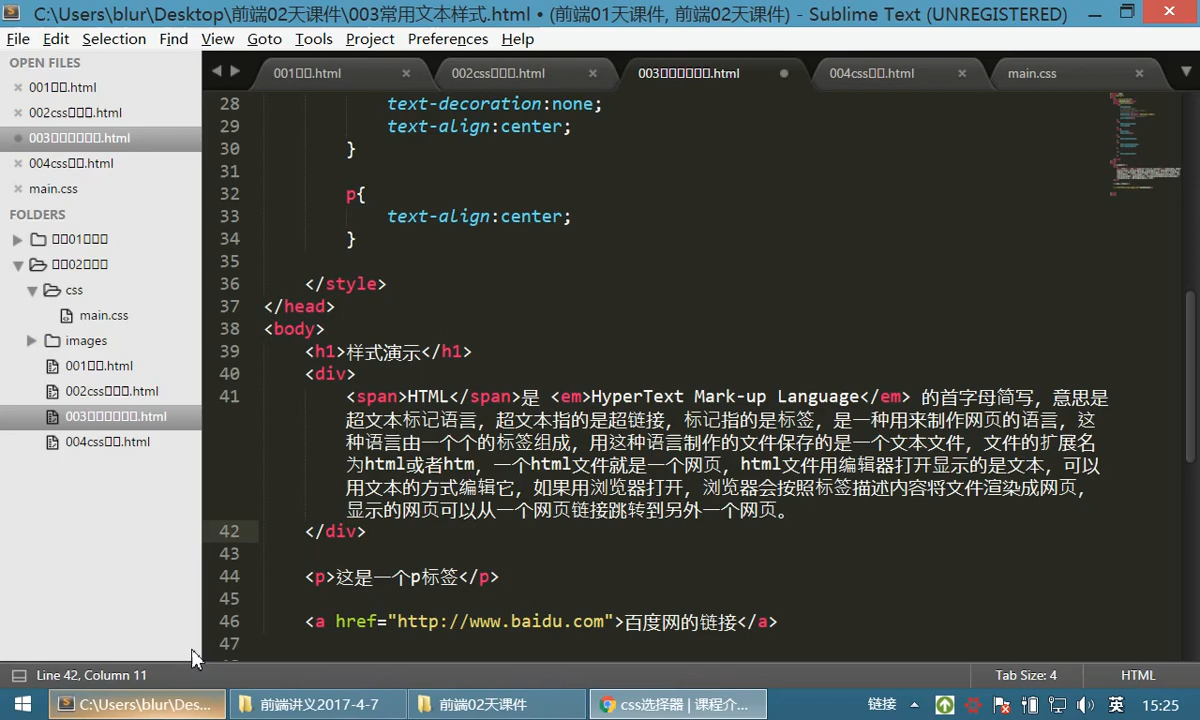 C:\Users\blur\Desktop\前端02天课件\003常用文本样式.html • (前端01天课件, 前端02天课件) - Sublime Text (UNREGISTERED)
File Edit Selection Find View Goto Tools Project Preferences Help
OPEN FILES
001□□.html
002css□□□.html
003□□□□□□.html
004css□□.html
main.css
FOLDERS
□□01□□□
□□02□□□
css
main.css
images
001□□.html
002css□□□.html
003□□□□□□.html
004css□□.html
001□□.html 002css□□□.html 003□□□□□□.html 004css□□.html main.css
28 text-decoration:none;
29 text-align:center;
30 }
31
32 p{
33 text-align:center;
34 }
35
36 </style>
37 </head>
38 <body>
39 <h1>样式演示</h1>
40 <div>
41 <span>HTML</span>是 <em>HyperText Mark-up Language</em> 的首字母简写，意思是
超文本标记语言，超文本指的是超链接，标记指的是标签，是一种用来制作网页的语言，这
种语言由一个个的标签组成，用这种语言制作的文件保存的是一个文本文件，文件的扩展名
为html或者htm，一个html文件就是一个网页，html文件用编辑器打开显示的是文本，可以
用文本的方式编辑它，如果用浏览器打开，浏览器会按照标签描述内容将文件渲染成网页，
显示的网页可以从一个网页链接跳转到另外一个网页。
42 </div>
43
44 <p>这是一个p标签</p>
45
46 <a href="http://www.baidu.com">百度网的链接</a>
47
Line 42, Column 11 Tab Size: 4 HTML
C:\Users\blur\Des... 前端讲义2017-4-7 前端02天课件 css选择器 | 课程介... 链接 英 15:25